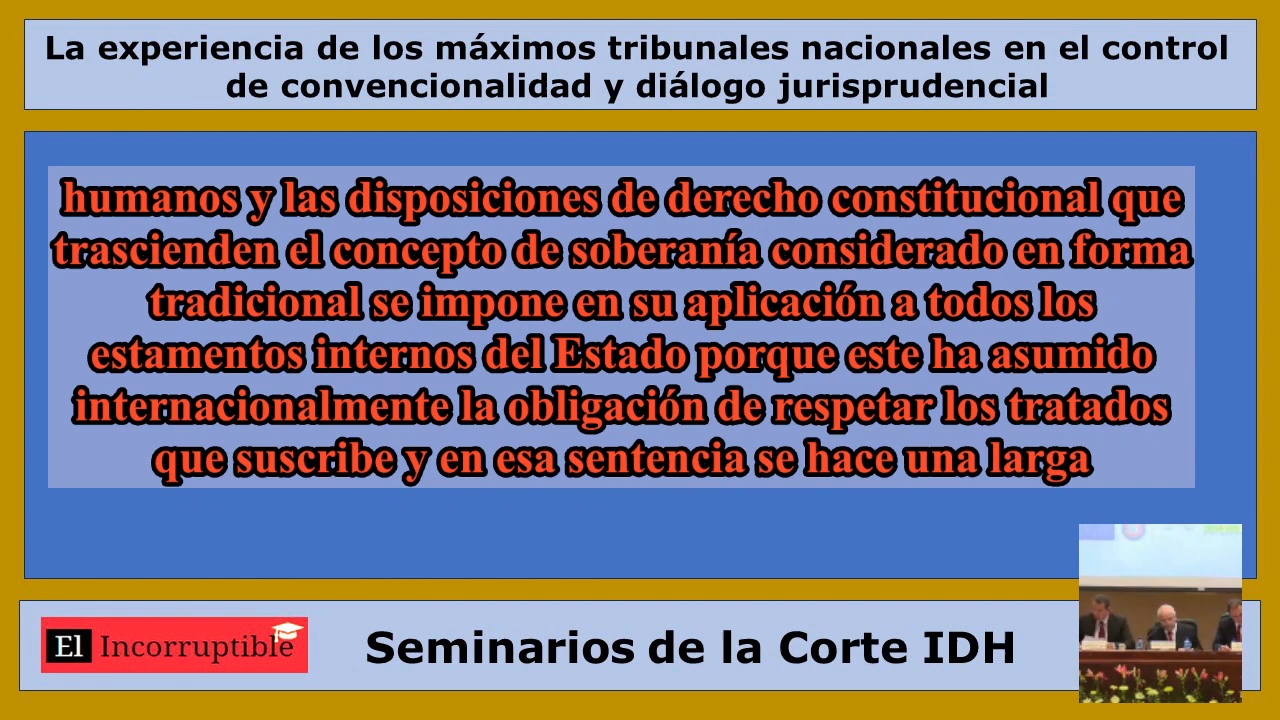 La experiencia de los máximos tribunales nacionales en el control
de convencionalidad y diálogo jurisprudencial
humanos y las disposiciones de derecho constitucional que
trascienden el concepto de soberanía considerado en forma
tradicional se impone en su aplicación a todos los
estamentos internos del Estado porque este ha asumido
internacionalmente la obligación de respetar los tratados
que suscribe y en esa sentencia se hace una larga
El Incorruptible
Seminarios de la Corte IDH